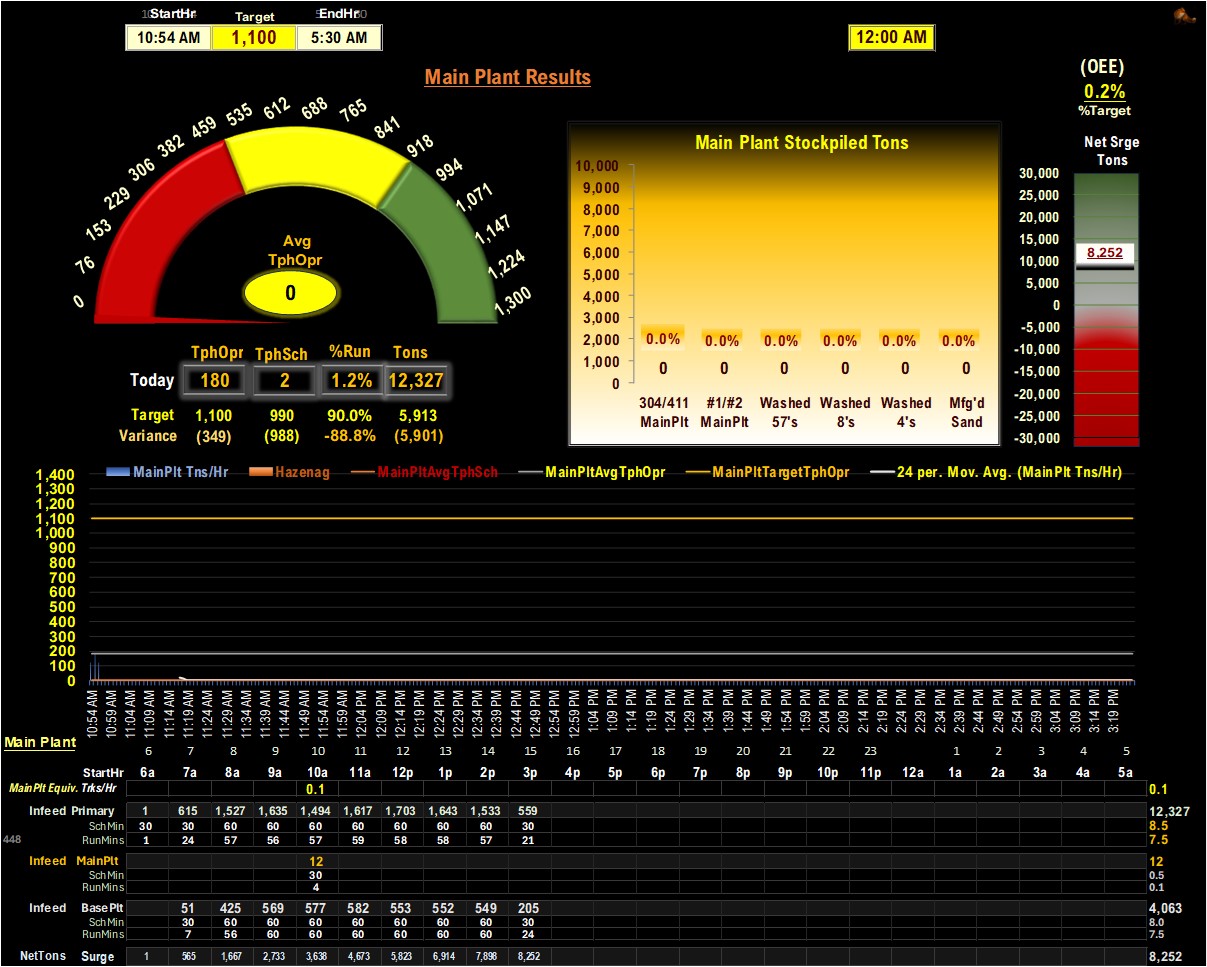 StartHr Target EndHr
10:54 AM 1,100 5:30 AM 12:00 AM
Main Plant Results
(OEE)
0.2%
%Target
0 76 153 229 306 382 459 535 612 688 765 841 918 994 1,071 1,147 1,224 1,300
Avg
TphOpr
0
TphOpr TphSch %Run Tons
Today 180 2 1.2% 12,327
Target 1,100 990 90.0% 5,913
Variance (349) (988) -88.8% (5,901)
Main Plant Stockpiled Tons
10,000
9,000
8,000
7,000
6,000
5,000
4,000
3,000
2,000
1,000
0
0.0% 0.0% 0.0% 0.0% 0.0% 0.0%
0 0 0 0 0 0
304/411 #1/#2 Washed Washed Washed Mfg'd
MainPlt MainPlt 57's 8's 4's Sand
Net Srge
Tons
30,000
25,000
20,000
15,000
10,000
5,000
0
-5,000
-10,000
-15,000
-20,000
-25,000
-30,000
8,252
MainPlt Tns/Hr Hazenag MainPltAvgTphSch MainPltAvgTphOpr MainPltTargetTphOpr 24 per. Mov. Avg. (MainPlt Tns/Hr)
1,400
1,300
1,200
1,100
1,000
900
800
700
600
500
400
300
200
100
0
10:54 AM 10:59 AM 11:04 AM 11:09 AM 11:14 AM 11:19 AM 11:24 AM 11:29 AM 11:34 AM 11:39 AM 11:44 AM 11:49 AM 11:54 AM 11:59 AM 12:04 PM 12:09 PM 12:14 PM 12:19 PM 12:24 PM 12:29 PM 12:34 PM 12:39 PM 12:44 PM 12:49 PM 12:54 PM 12:59 PM 1:04 PM 1:09 PM 1:14 PM 1:19 PM 1:24 PM 1:29 PM 1:34 PM 1:39 PM 1:44 PM 1:49 PM 1:54 PM 1:59 PM 2:04 PM 2:09 PM 2:14 PM 2:19 PM 2:24 PM 2:29 PM 2:34 PM 2:39 PM 2:44 PM 2:49 PM 2:54 PM 2:59 PM 3:04 PM 3:09 PM 3:14 PM 3:19 PM
Main Plant
6 7 8 9 10 11 12 13 14 15 16 17 18 19 20 21 22 23 1 2 3 4 5
StartHr 6a 7a 8a 9a 10a 11a 12p 13p 2p 3p 4p 5p 6p 7p 8p 9p 10p 11p 12a 1a 2a 3a 4a 5a
MainPlt Equiv. Trks/Hr 0.1 0.1
Infeed Primary 1 615 1,527 1,635 1,494 1,617 1,703 1,643 1,533 559 12,327
SchMin 30 30 60 60 60 60 60 60 60 30 8.5
448 RunMins 1 24 57 56 57 59 58 58 57 21 7.5
Infeed MainPlt 12 12
SchMin 30 0.5
RunMins 4 0.1
Infeed BasePlt 51 425 569 577 582 553 552 549 205 4,063
SchMin 30 60 60 60 60 60 60 60 30 8.0
RunMins 7 56 60 60 60 60 60 60 24 7.5
NetTons Surge 1 565 1,667 2,733 3,638 4,673 5,823 6,914 7,898 8,252 8,252